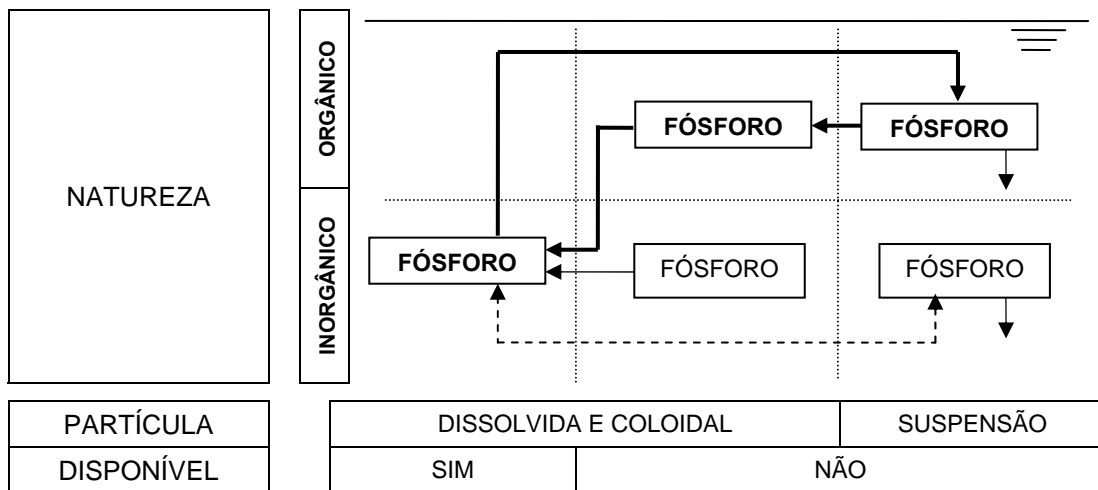 NATUREZA
ORGÂNICO
INORGÂNICO
FÓSFORO
FÓSFORO
FÓSFORO
FÓSFORO
FÓSFORO
PARTÍCULA
DISSOLVIDA E COLOIDAL
SUSPENSÃO
DISPONÍVEL
SIM
NÃO